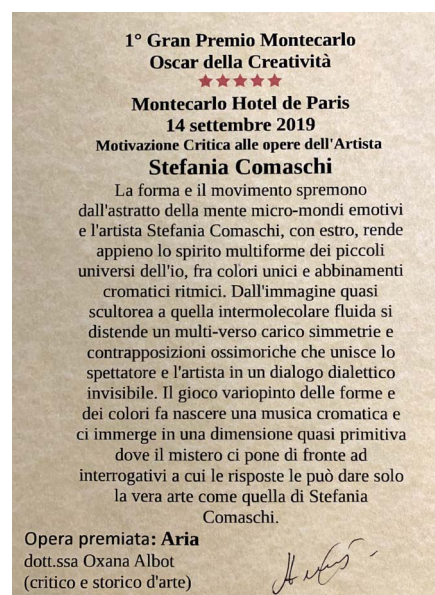 1° Gran Premio Montecarlo
Oscar della Creatività
★★★★★
Montecarlo Hotel de Paris
14 settembre 2019
Motivazione Critica alle opere dell'Artista
Stefania Comaschi
La forma e il movimento spremono
dall'astratto della mente micro-mondi emotivi
e l'artista Stefania Comaschi, con estro, rende
appieno lo spirito multiforme dei piccoli
universi dell'io, fra colori unici e abbinamenti
cromatici ritmici. Dall'immagine quasi
scultorea a quella intermolecolare fluida si
distende un multi-verso carico simmetrie e
contrapposizioni ossimoriche che unisce lo
spettatore e l'artista in un dialogo dialettico
invisibile. Il gioco variopinto delle forme e
dei colori fa nascere una musica cromatica e
ci immerge in una dimensione quasi primitiva
dove il mistero ci pone di fronte ad
interrogativi a cui le risposte le può dare solo
la vera arte come quella di Stefania
Comaschi.
Opera premiata: Aria
dott.ssa Oxana Albot
(critico e storico d'arte)